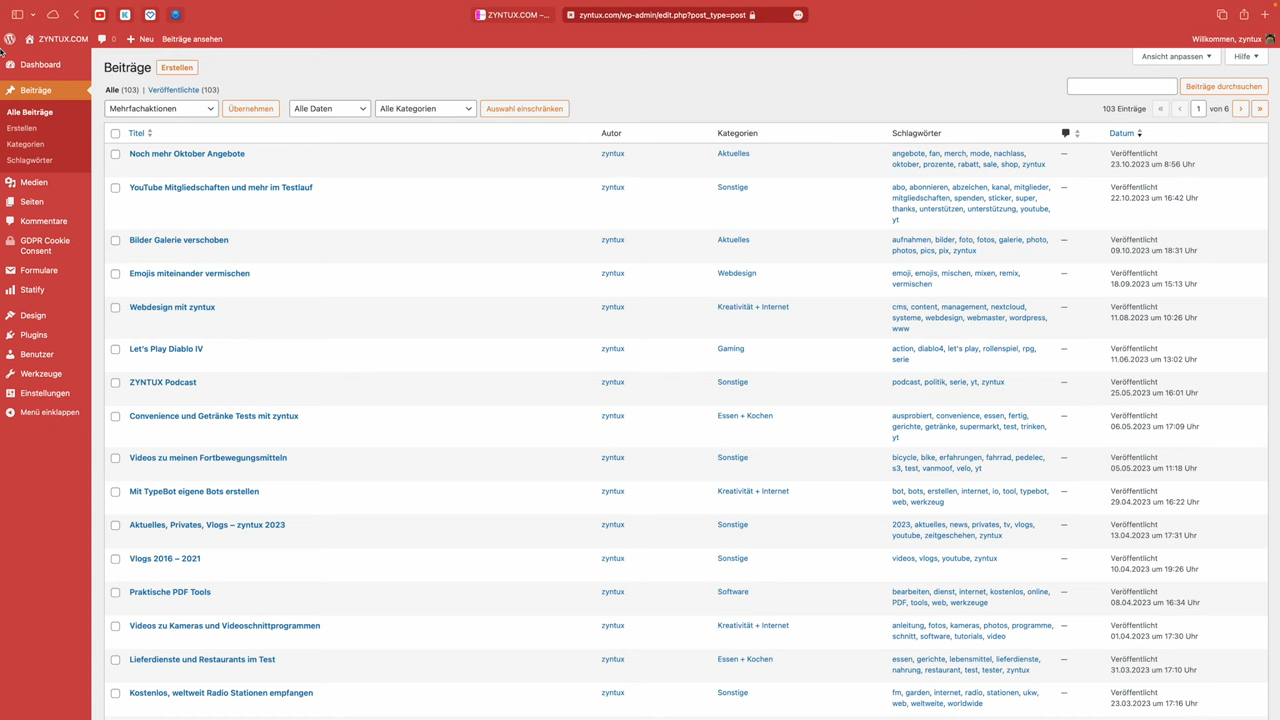 ZYNTUX.COM –...
zyntux.com/wp-admin/edit.php?post_type=post
ZYNTUX.COM 0 Neu Beiträge ansehen Willkommen, zyntux
Dashboard
Beiträge
Alle Beiträge
Erstellen
Kategorien
Schlagwörter
Medien
Seiten
Kommentare
GDPR Cookie
Consent
Formulare
Statify
Design
Plugins
Benutzer
Werkzeuge
Einstellungen
Menü einklappen
Ansicht anpassen Hilfe
Beiträge Erstellen
Alle (103) | Veröffentlichte (103) Beiträge durchsuchen
Mehrfachaktionen Übernehmen Alle Daten Alle Kategorien Auswahl einschränken 103 Einträge « ‹ 1 von 6 › »
Titel Autor Kategorien Schlagwörter Datum
Noch mehr Oktober Angebote zyntux Aktuelles angebote, fan, merch, mode, nachlass, — Veröffentlicht
oktober, prozente, rabatt, sale, shop, zyntux 23.10.2023 um 8:56 Uhr
YouTube Mitgliedschaften und mehr im Testlauf zyntux Sonstige abo, abonnieren, abzeichen, kanal, mitglieder, — Veröffentlicht
mitgliedschaften, spenden, sticker, super, 22.10.2023 um 16:42 Uhr
thanks, unterstützen, unterstützung, youtube,
yt
Bilder Galerie verschoben zyntux Aktuelles aufnahmen, bilder, foto, fotos, galerie, photo, — Veröffentlicht
photos, pics, pix, zyntux 09.10.2023 um 18:31 Uhr
Emojis miteinander vermischen zyntux Webdesign emoji, emojis, mischen, mixen, remix, — Veröffentlicht
vermischen 18.09.2023 um 15:13 Uhr
Webdesign mit zyntux zyntux Kreativität + Internet cms, content, management, nextcloud, — Veröffentlicht
systeme, webdesign, webmaster, wordpress, 11.08.2023 um 10:26 Uhr
www
Let's Play Diablo IV zyntux Gaming action, diablo4, let's play, rollenspiel, rpg, — Veröffentlicht
serie 11.06.2023 um 13:02 Uhr
ZYNTUX Podcast zyntux Sonstige podcast, politik, serie, yt, zyntux — Veröffentlicht
25.05.2023 um 16:01 Uhr
Convenience und Getränke Tests mit zyntux zyntux Essen + Kochen ausprobiert, convenience, essen, fertig, — Veröffentlicht
gerichte, getränke, supermarkt, test, trinken, 06.05.2023 um 17:09 Uhr
yt
Videos zu meinen Fortbewegungsmitteln zyntux Sonstige bicycle, bike, erfahrungen, fahrrad, pedelec, — Veröffentlicht
s3, test, vanmoof, velo, yt 05.05.2023 um 11:18 Uhr
Mit TypeBot eigene Bots erstellen zyntux Kreativität + Internet bot, bots, erstellen, internet, io, tool, typebot, — Veröffentlicht
web, werkzeug 29.04.2023 um 16:22 Uhr
Aktuelles, Privates, Vlogs – zyntux 2023 zyntux Sonstige 2023, aktuelles, news, privates, tv, vlogs, — Veröffentlicht
youtube, zeitgeschehen, zyntux 13.04.2023 um 17:31 Uhr
Vlogs 2016 – 2021 zyntux Sonstige videos, vlogs, youtube, zyntux — Veröffentlicht
10.04.2023 um 19:26 Uhr
Praktische PDF Tools zyntux Software bearbeiten, dienst, internet, kostenlos, online, — Veröffentlicht
PDF, tools, web, werkzeuge 08.04.2023 um 16:34 Uhr
Videos zu Kameras und Videoschnittprogrammen zyntux Kreativität + Internet anleitung, fotos, kameras, photos, programme, — Veröffentlicht
schnitt, software, tutorials, video 01.04.2023 um 17:30 Uhr
Lieferdienste und Restaurants im Test zyntux Essen + Kochen essen, gerichte, lebensmittel, lieferdienste, — Veröffentlicht
nahrung, restaurant, test, tester, zyntux 31.03.2023 um 17:10 Uhr
Kostenlos, weltweit Radio Stationen empfangen zyntux Sonstige fm, garden, internet, radio, stationen, ukw, — Veröffentlicht
web, weltweite, worldwide 23.03.2023 um 17:16 Uhr